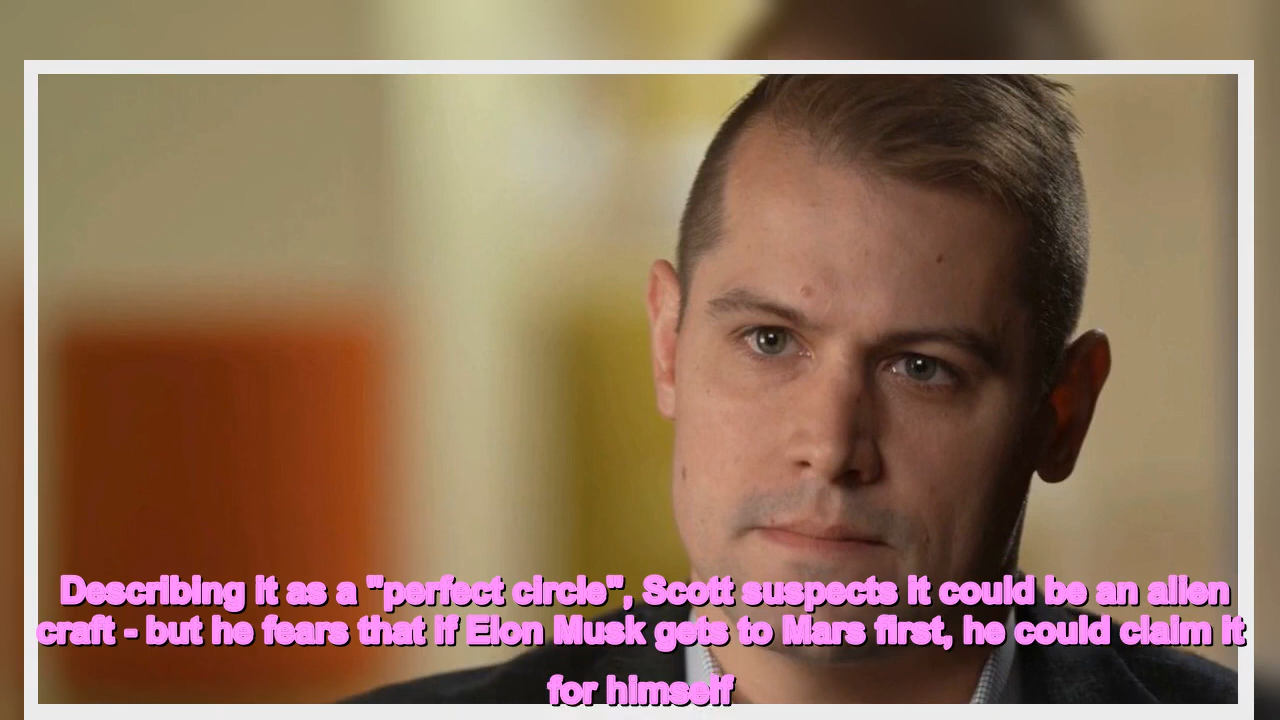 Describing it as a "perfect circle", Scott suspects it could be an alien
craft - but he fears that if Elon Musk gets to Mars first, he could claim it
for himself